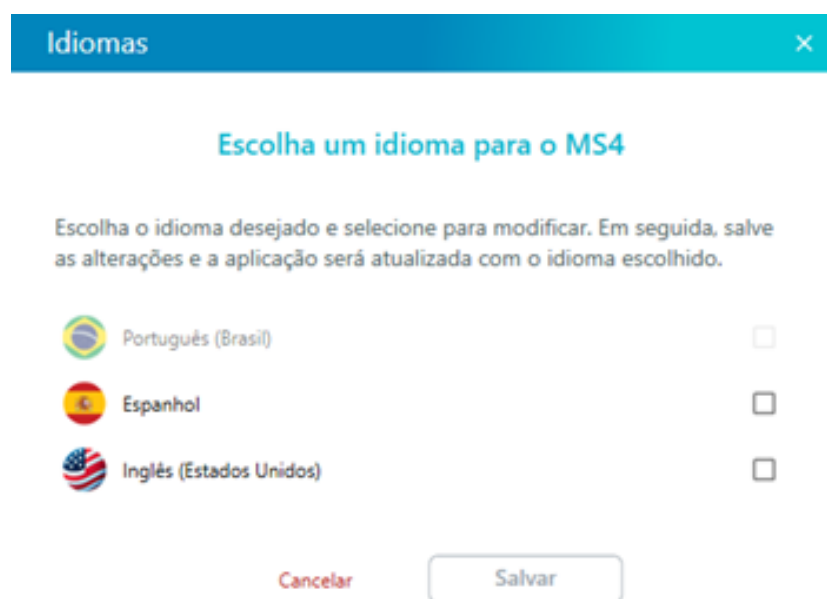 Idiomas
Escolha um idioma para o MS4
Escolha o idioma desejado e selecione para modificar. Em seguida, salve
as alterações e a aplicação será atualizada com o idioma escolhido.
Português (Brasil)
Espanhol
Inglês (Estados Unidos)
Cancelar
Salvar